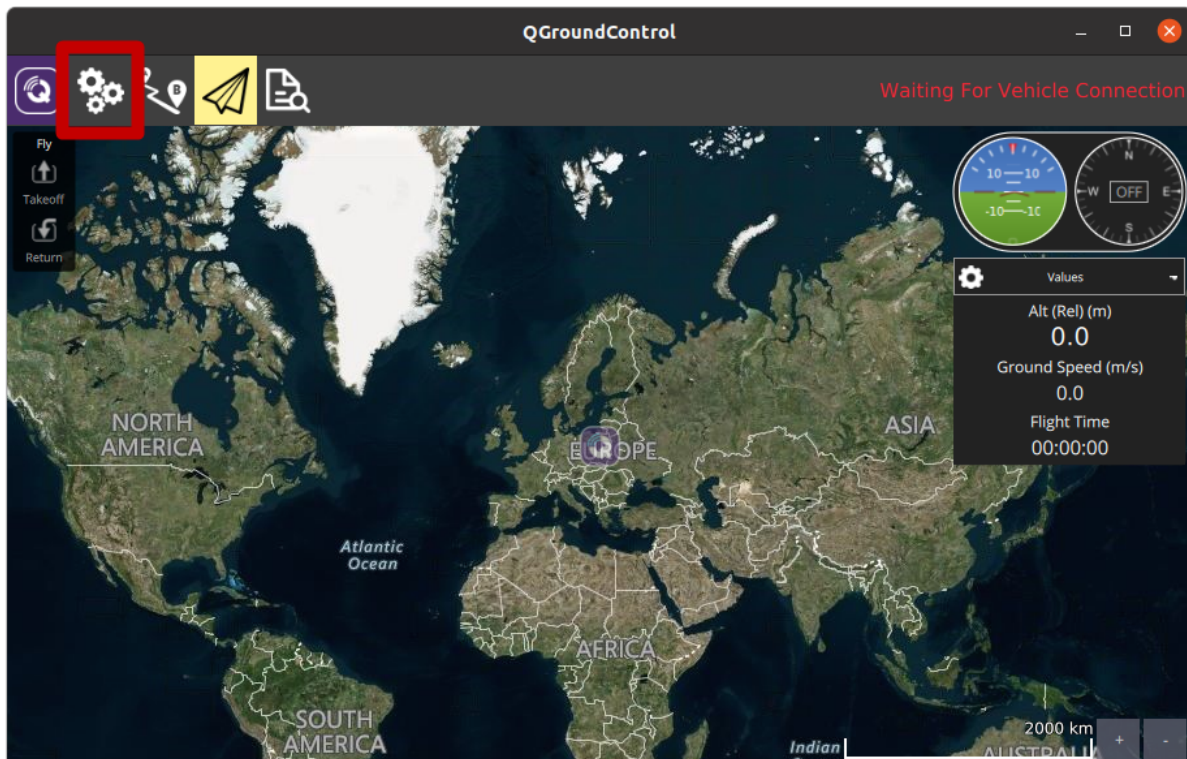 QGroundControl
B
Waiting For Vehicle Connection
Fly
Takeoff
Return
10 10
-10 -10
N
W OFF E
S
Values
Alt (Rel) (m)
0.0
Ground Speed (m/s)
0.0
Flight Time
00:00:00
NORTH
AMERICA
EUROPE
ASIA
Atlantic
Ocean
AFRICA
SOUTH
AMERICA
Indian
2000 km
+ -
AUSTRALIA